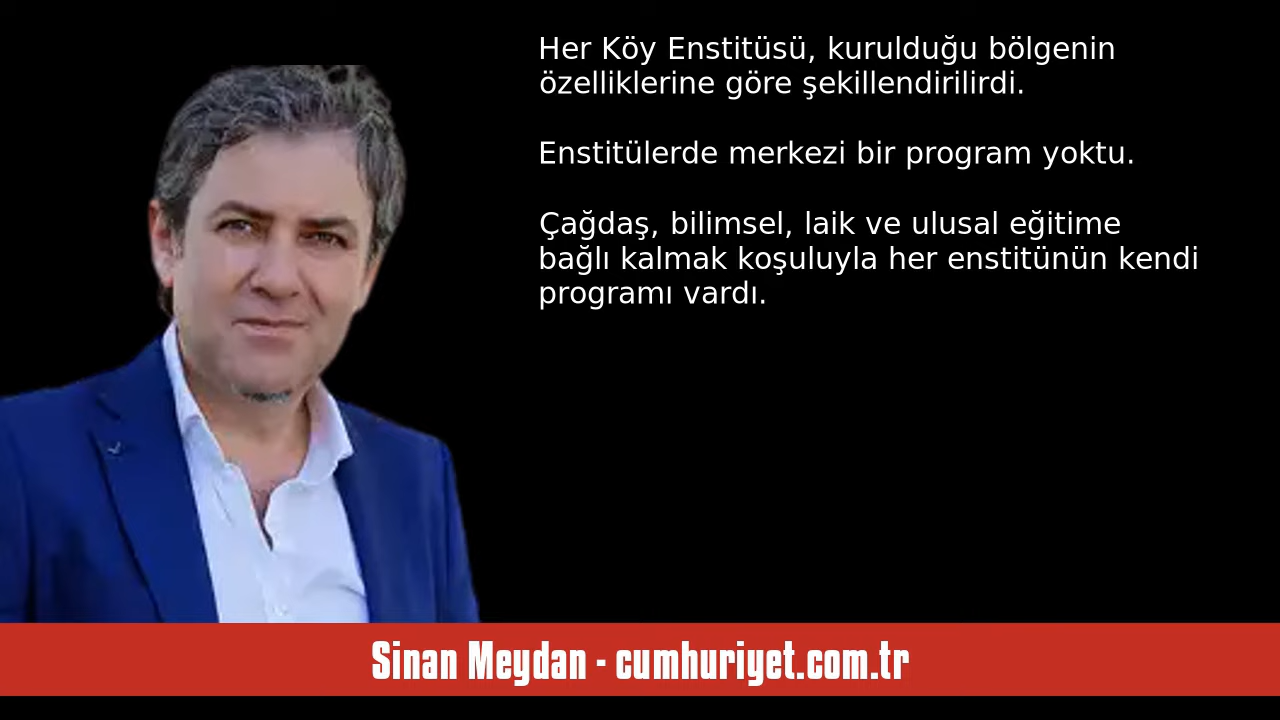 Her Köy Enstitüsü, kurulduğu bölgenin
özelliklerine göre şekillendirilirdi.
Enstitülerde merkezi bir program yoktu.
Çağdaş, bilimsel, laik ve ulusal eğitime
bağlı kalmak koşuluyla her enstitünün kendi
programı vardı.
Sinan Meydan - cumhuriyet.com.tr